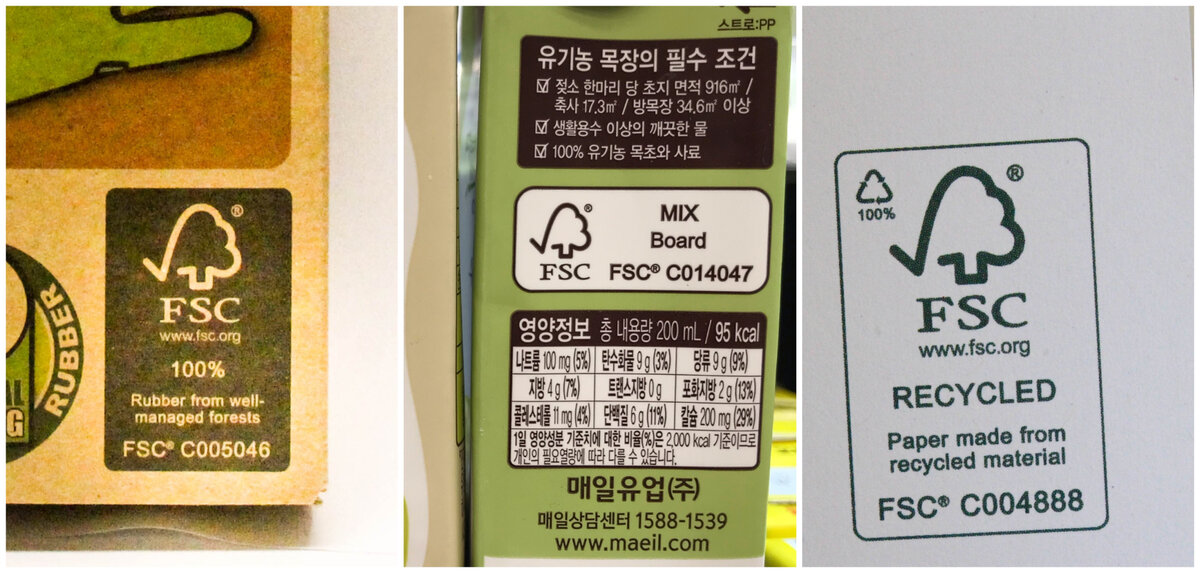 RUBBER
AL
G
FSC®
www.fsc.org
100%
Rubber from well-
managed forests
FSC® C005046
스트로:PP
유기농 목장의 필수 조건
젖소 한마리 당 초지 면적 916㎡ /
축사 17.3㎡ / 방목장 34.6㎡ 이상
생활용수 이상의 깨끗한 물
100% 유기농 목초와 사료
®
FSC
MIX
Board
FSC® C014047
영양정보 총 내용량 200 mL / 95 kcal
나트륨 100 mg (5%) 탄수화물 9 g (3%) 당류 9 g (9%)
지방 4 g (7%) 트랜스지방 0 g 포화지방 2 g (13%)
콜레스테롤 11 mg (4%) 단백질 6 g (11%) 칼슘 200 mg (29%)
1일 영양성분 기준치에 대한 비율(%)은 2,000 kcal 기준이므로
개인의 필요열량에 따라 다를 수 있습니다.
매일유업(주)
매일상담센터 1588-1539
www.maeil.com
100%
®
FSC
www.fsc.org
RECYCLED
Paper made from
recycled material
FSC® C004888